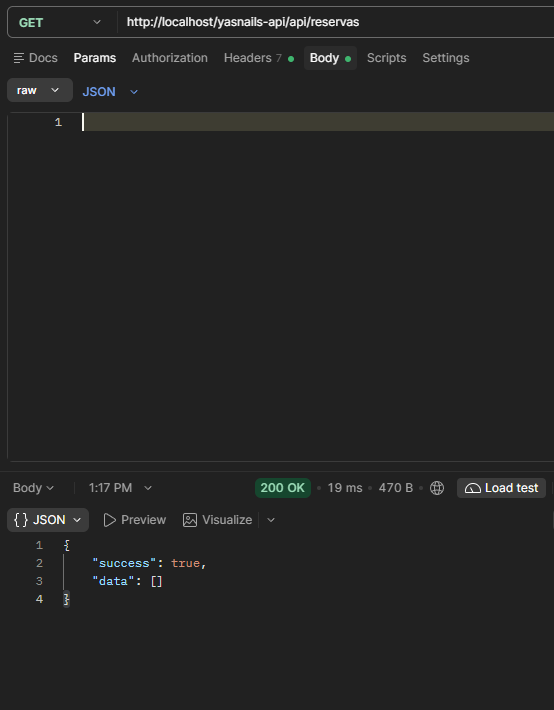 GET http://localhost/yasnails-api/api/reservas
Docs Params Authorization Headers 7 Body Scripts Settings
raw JSON
1
Body 1:17 PM 200 OK 19 ms 470 B Load test
{} JSON Preview Visualize
1 {
2 "success": true,
3 "data": []
4 }